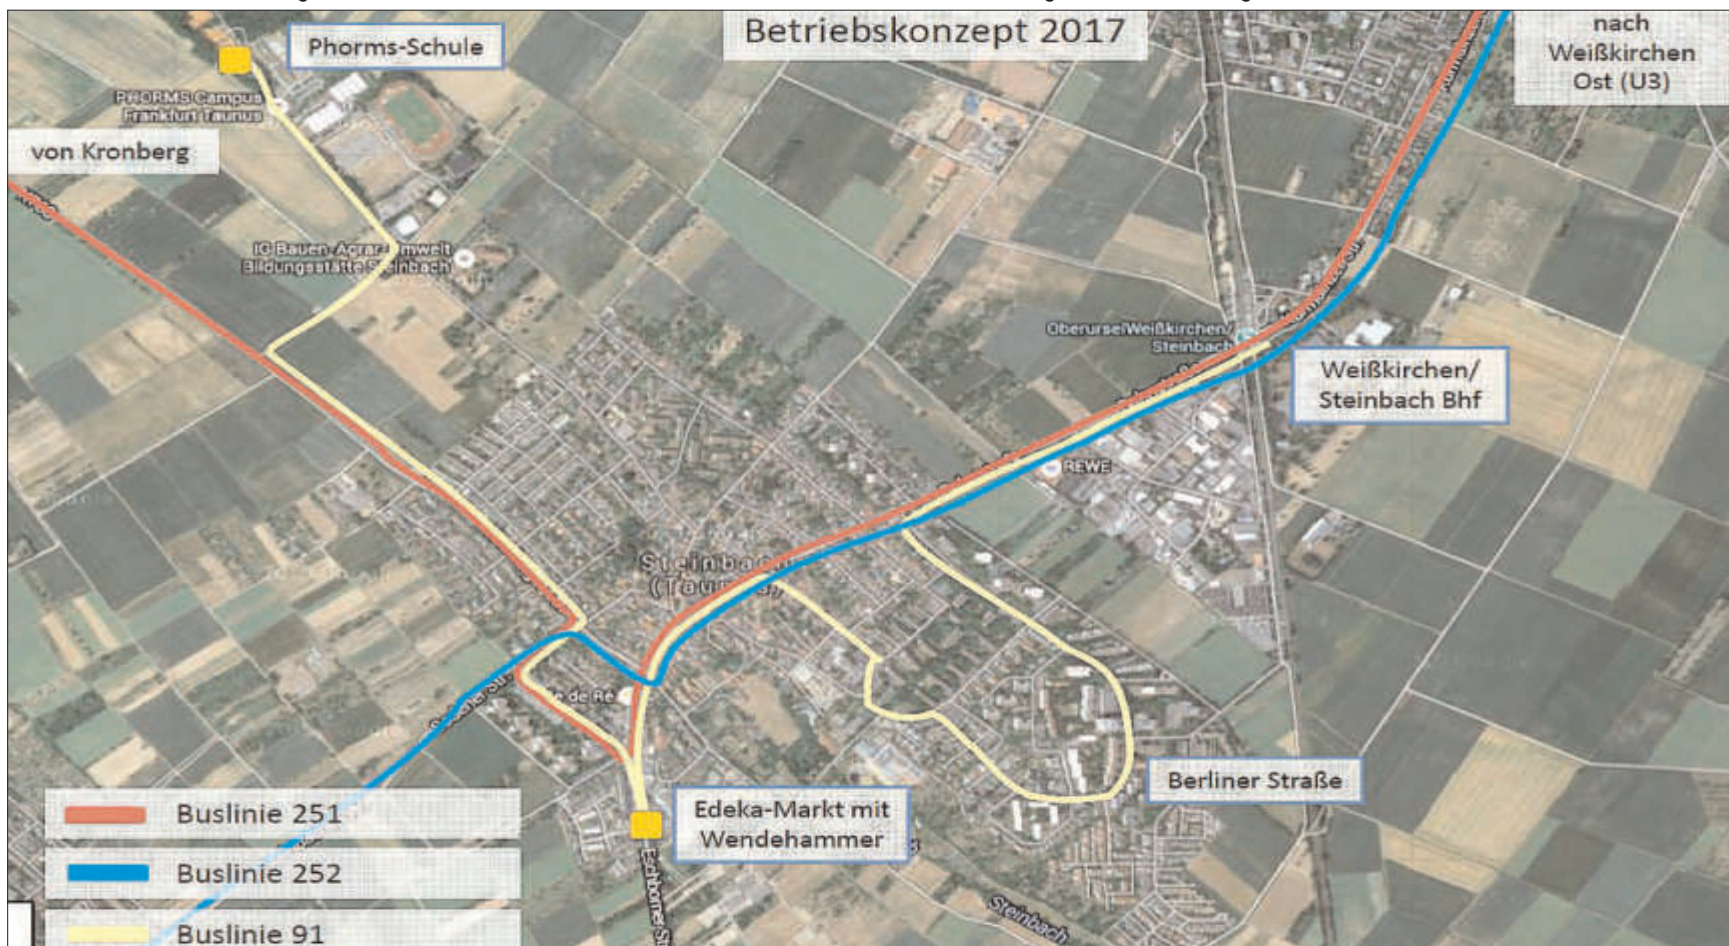 Betriebskonzept 2017
nach
Weißkirchen
Ost (U3)
Phorms-Schule
PHORMS Campus
Frankfurt Taunus
von Kronberg
IG Bauen-Agrar-Umwelt
Bildungsstätte Steinbach
Oberursel/Weißkirchen/
Steinbach
Weißkirchen/
Steinbach Bhf
REWE
Steinbach
(Taunus)
de Ré
Berliner Straße
Edeka-Markt mit
Wendehammer
Steinbach
Buslinie 251
Buslinie 252
Buslinie 91